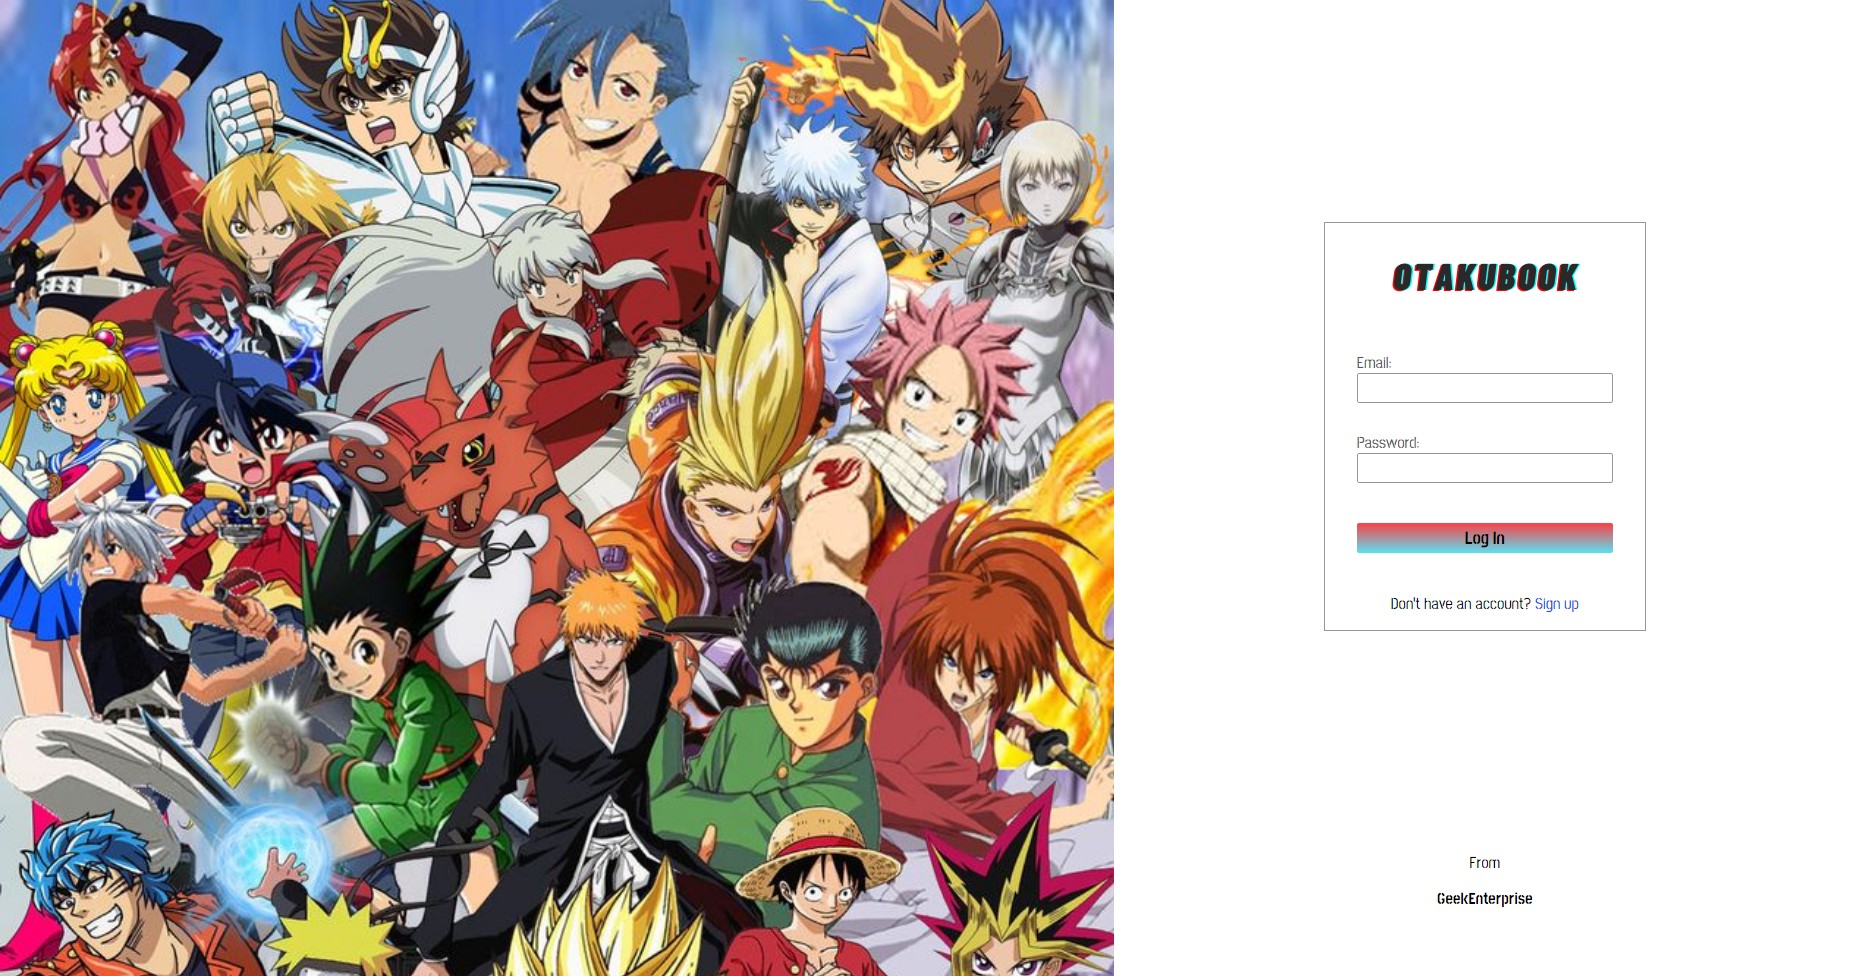 OTAKUBOOK
Email:
Password:
Log In
Don't have an account? Sign up
From
GeekEnterprise